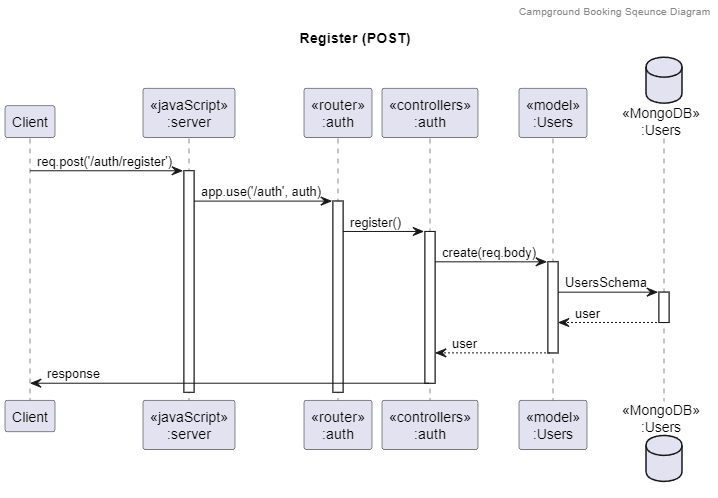 Campground Booking Sqeunce Diagram
Register (POST)
Client
«javaScript»
:server
«router»
:auth
«controllers»
:auth
«model»
:Users
«MongoDB»
:Users
req.post('/auth/register')
app.use('/auth', auth)
register()
create(req.body)
UsersSchema
user
user
response
Client
«javaScript»
:server
«router»
:auth
«controllers»
:auth
«model»
:Users
«MongoDB»
:Users